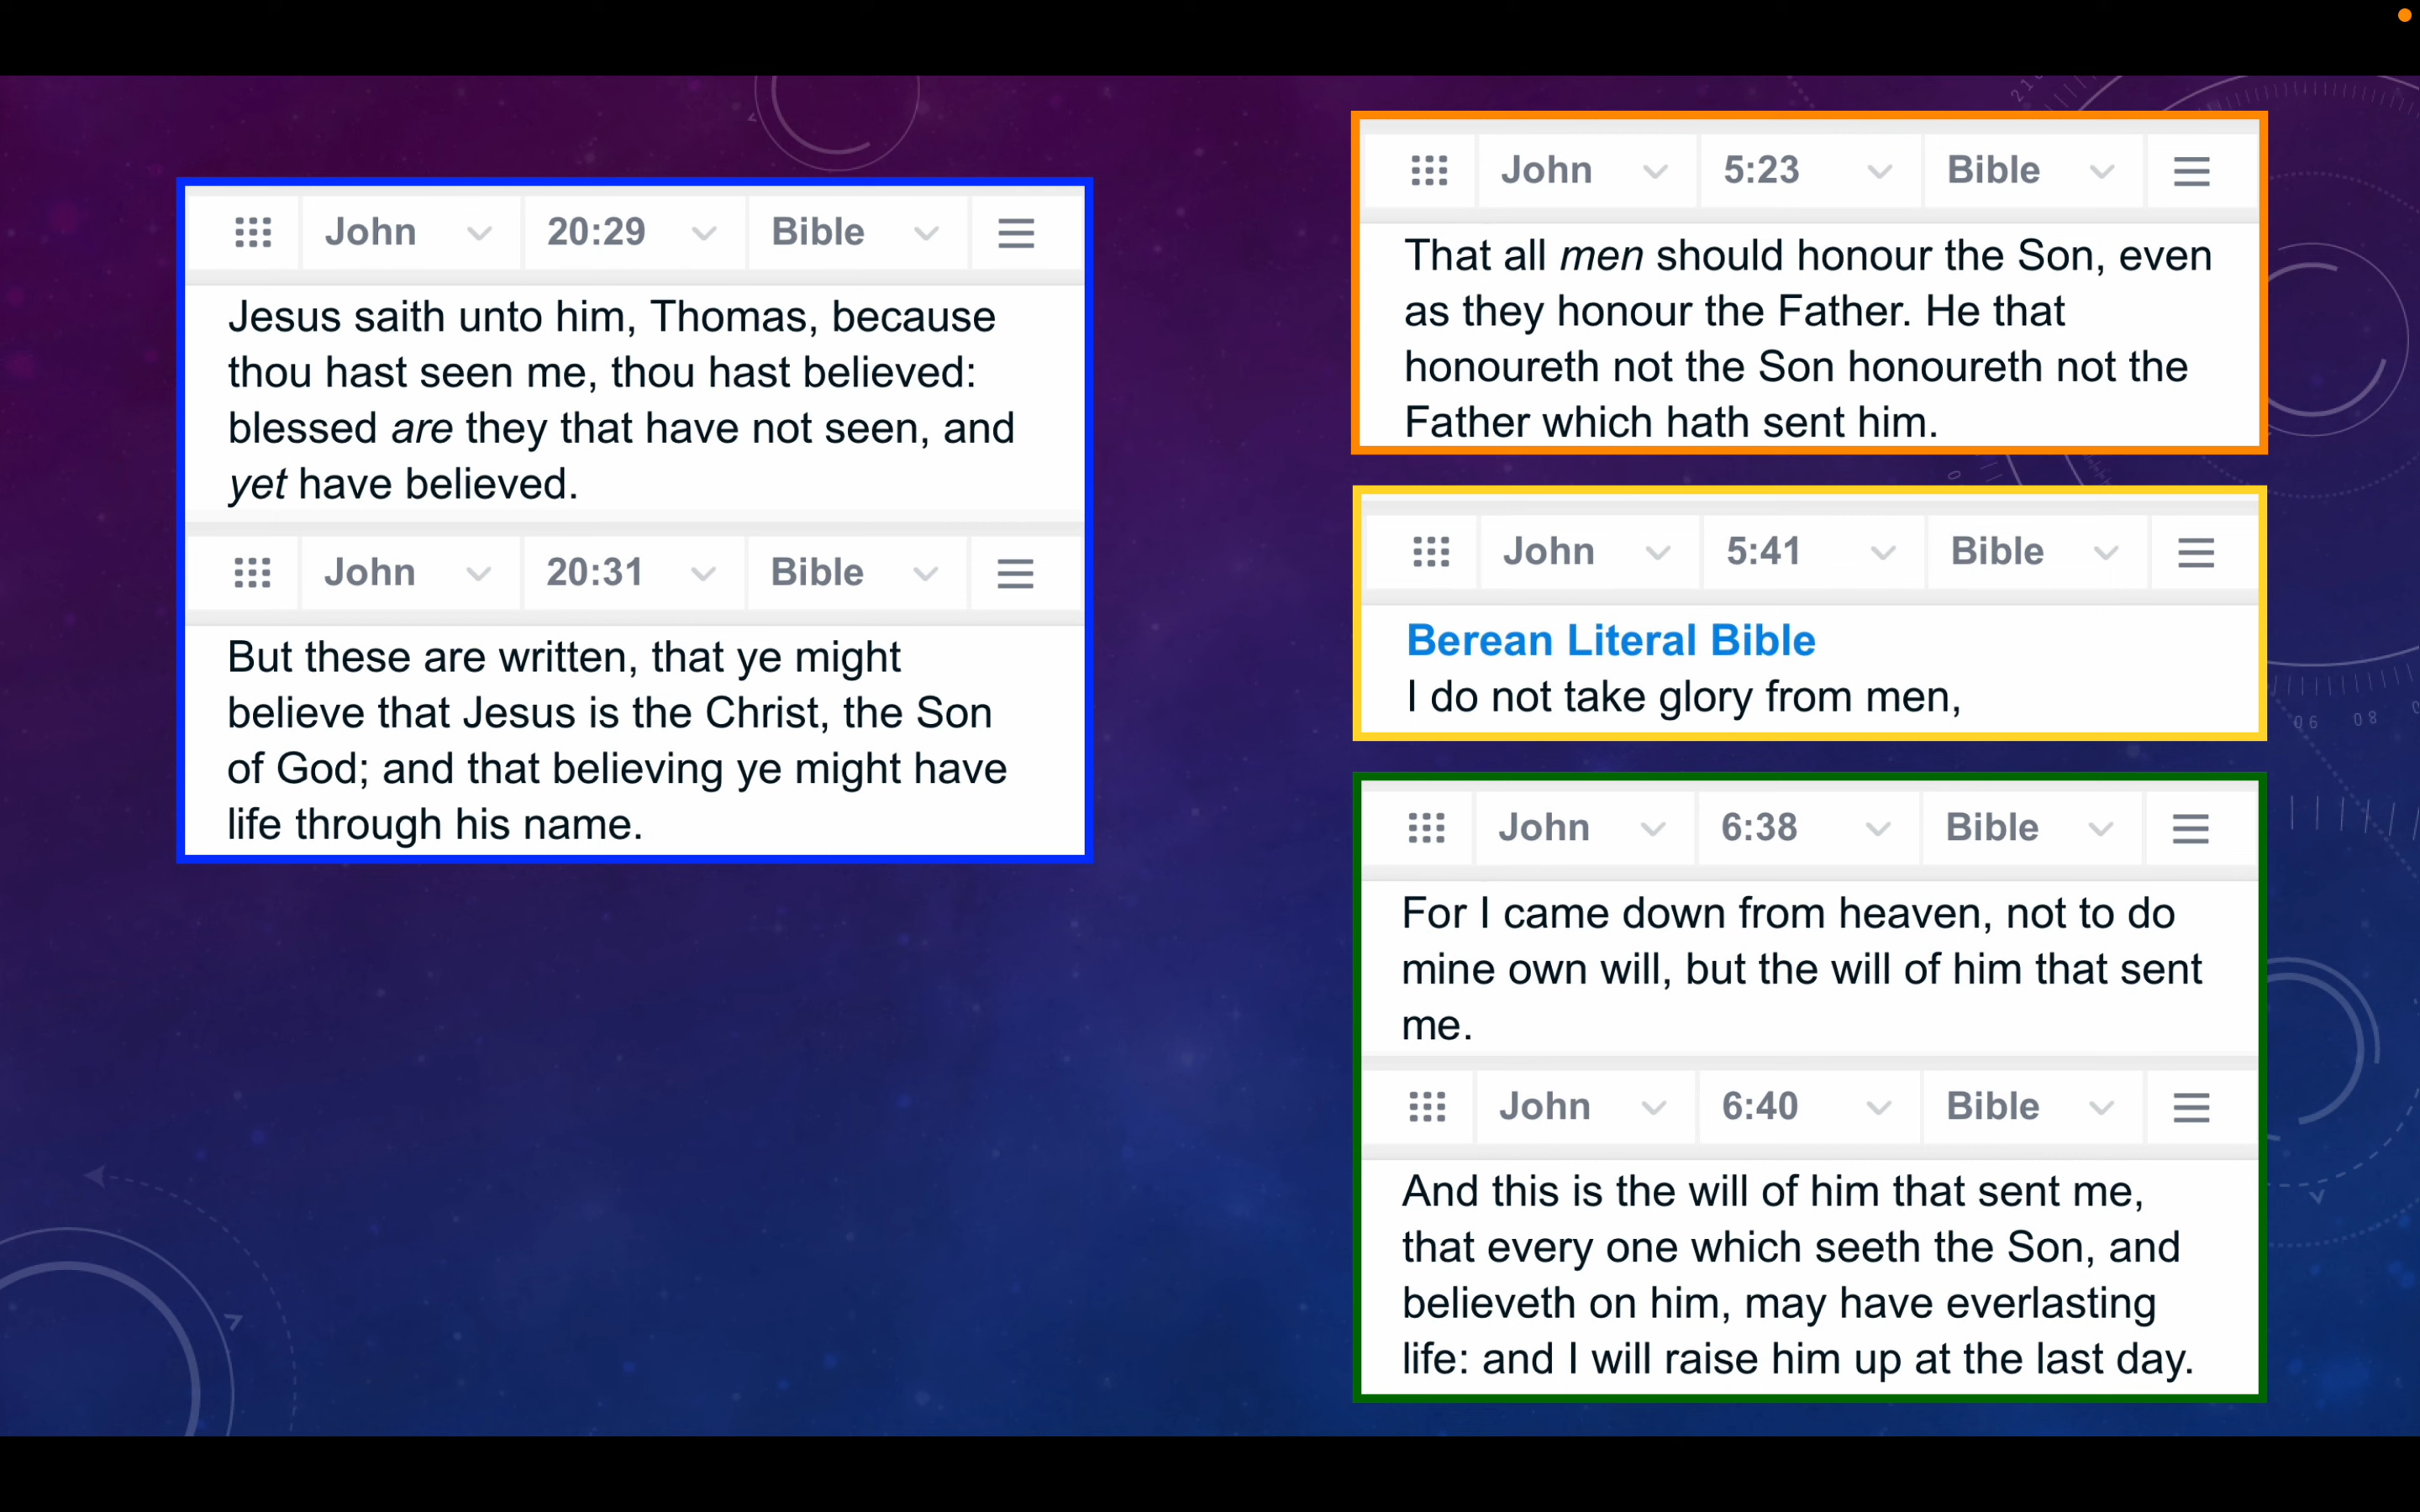 John 20:29 Bible
Jesus saith unto him, Thomas, because
thou hast seen me, thou hast believed:
blessed are they that have not seen, and
yet have believed.
John 20:31 Bible
But these are written, that ye might
believe that Jesus is the Christ, the Son
of God; and that believing ye might have
life through his name.
John 5:23 Bible
That all men should honour the Son, even
as they honour the Father. He that
honoureth not the Son honoureth not the
Father which hath sent him.
John 5:41 Bible
Berean Literal Bible
I do not take glory from men,
John 6:38 Bible
For I came down from heaven, not to do
mine own will, but the will of him that sent
me.
John 6:40 Bible
And this is the will of him that sent me,
that every one which seeth the Son, and
believeth on him, may have everlasting
life: and I will raise him up at the last day.